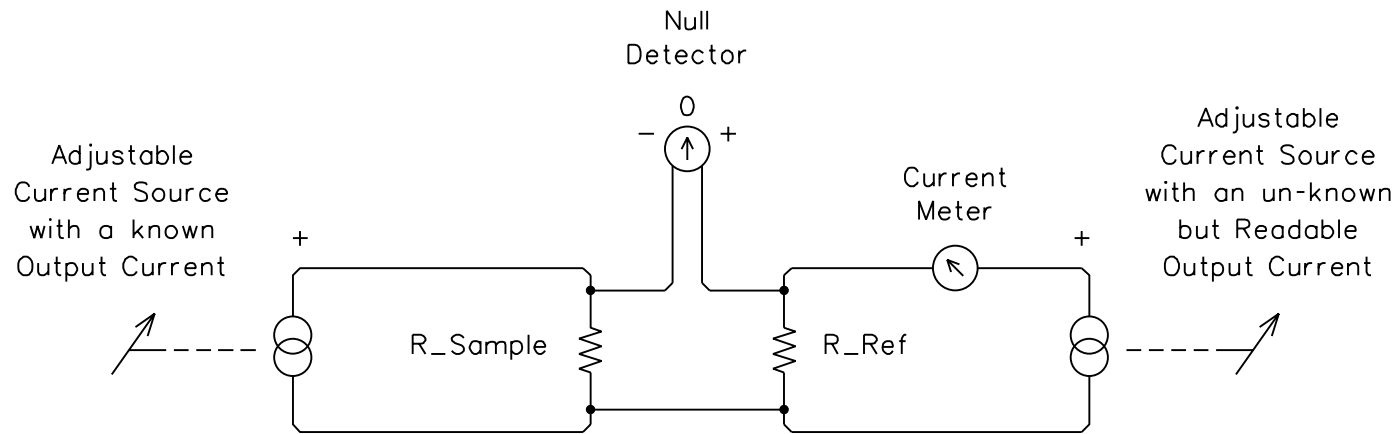 Null
Detector
0
-
+
Adjustable
Current Source
with a known
Output Current
+
Current
Meter
+
Adjustable
Current Source
with an un-known
but Readable
Output Current
R_Sample
R_Ref